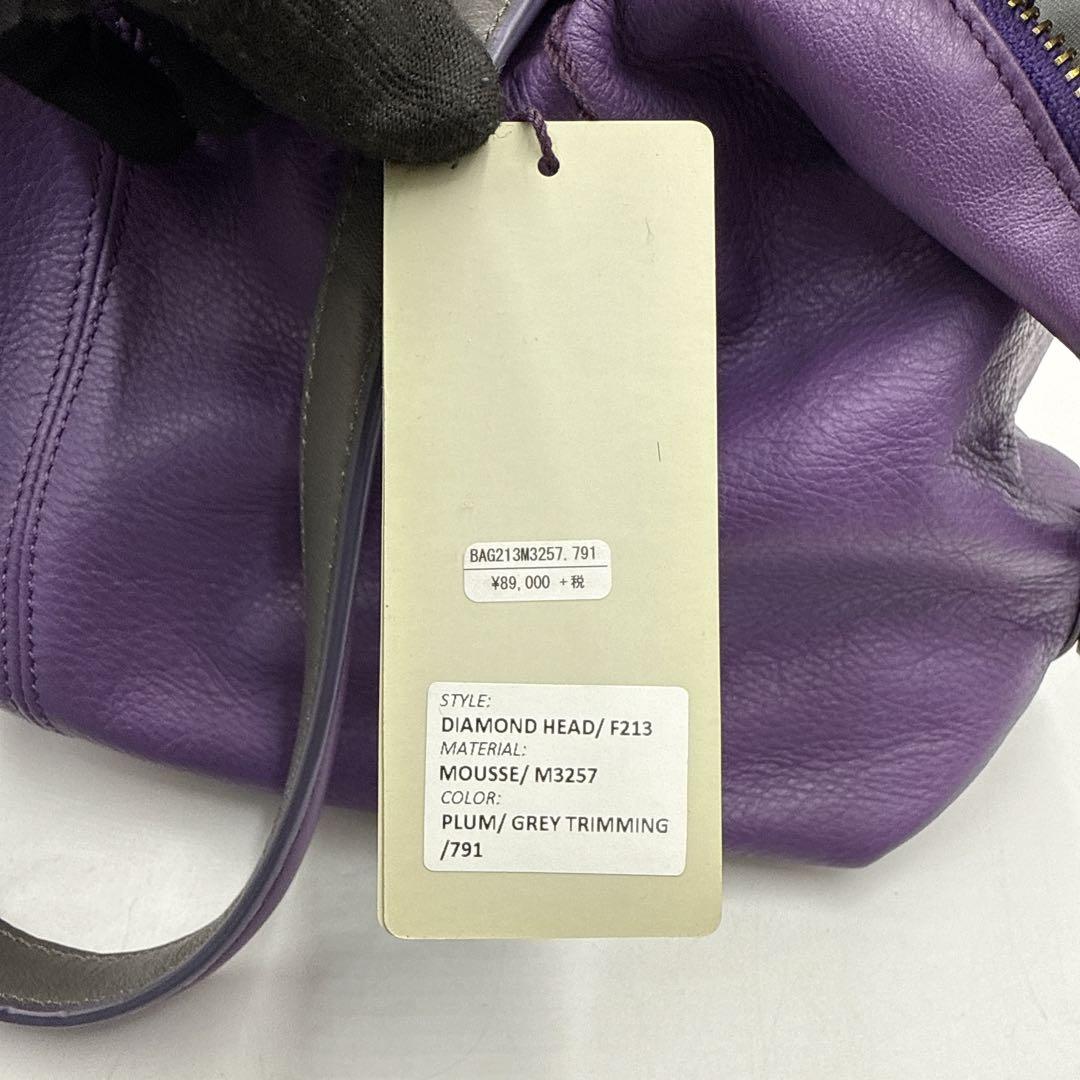 BAG213M3257.791
¥89,000 +税
STYLE:
DIAMOND HEAD/ F213
MATERIAL:
MOUSSE/ M3257
COLOR:
PLUM/ GREY TRIMMING
/791